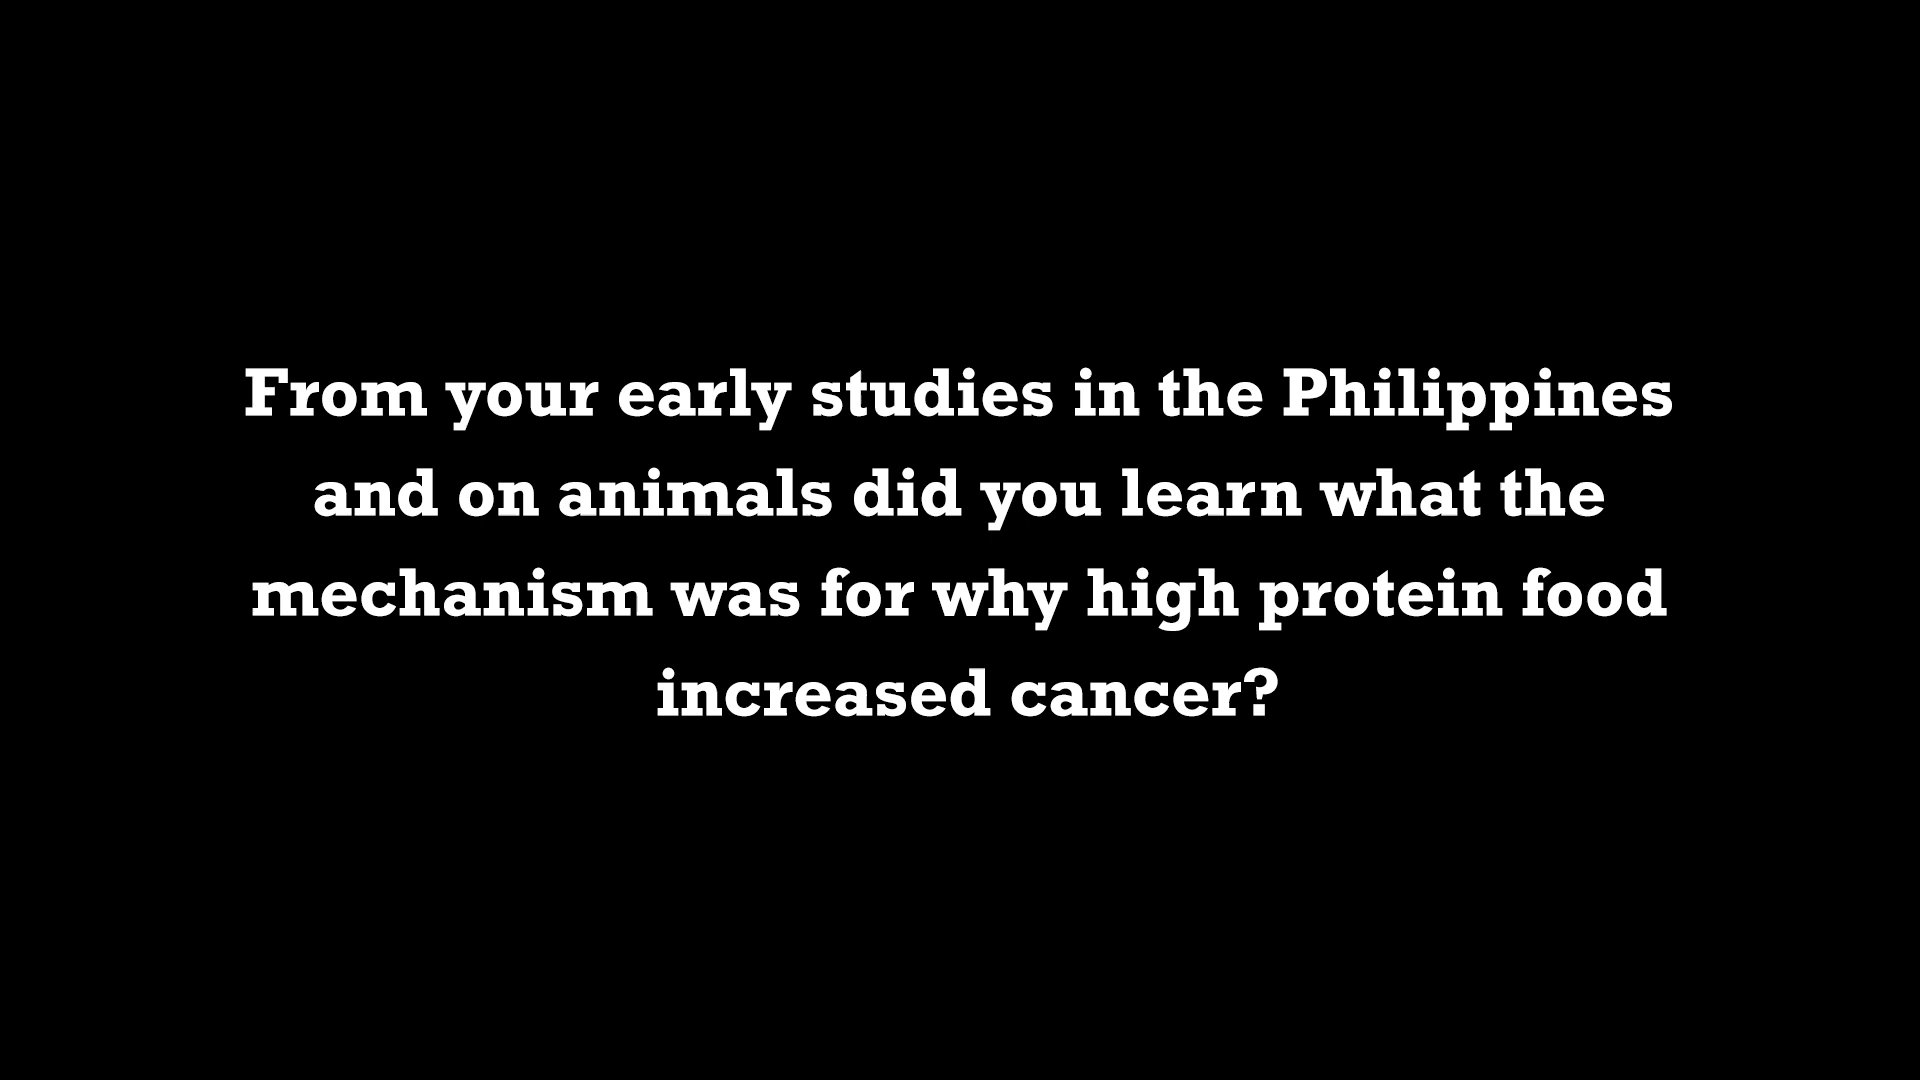 From your early studies in the Philippines
and on animals did you learn what the
mechanism was for why high protein food
increased cancer?